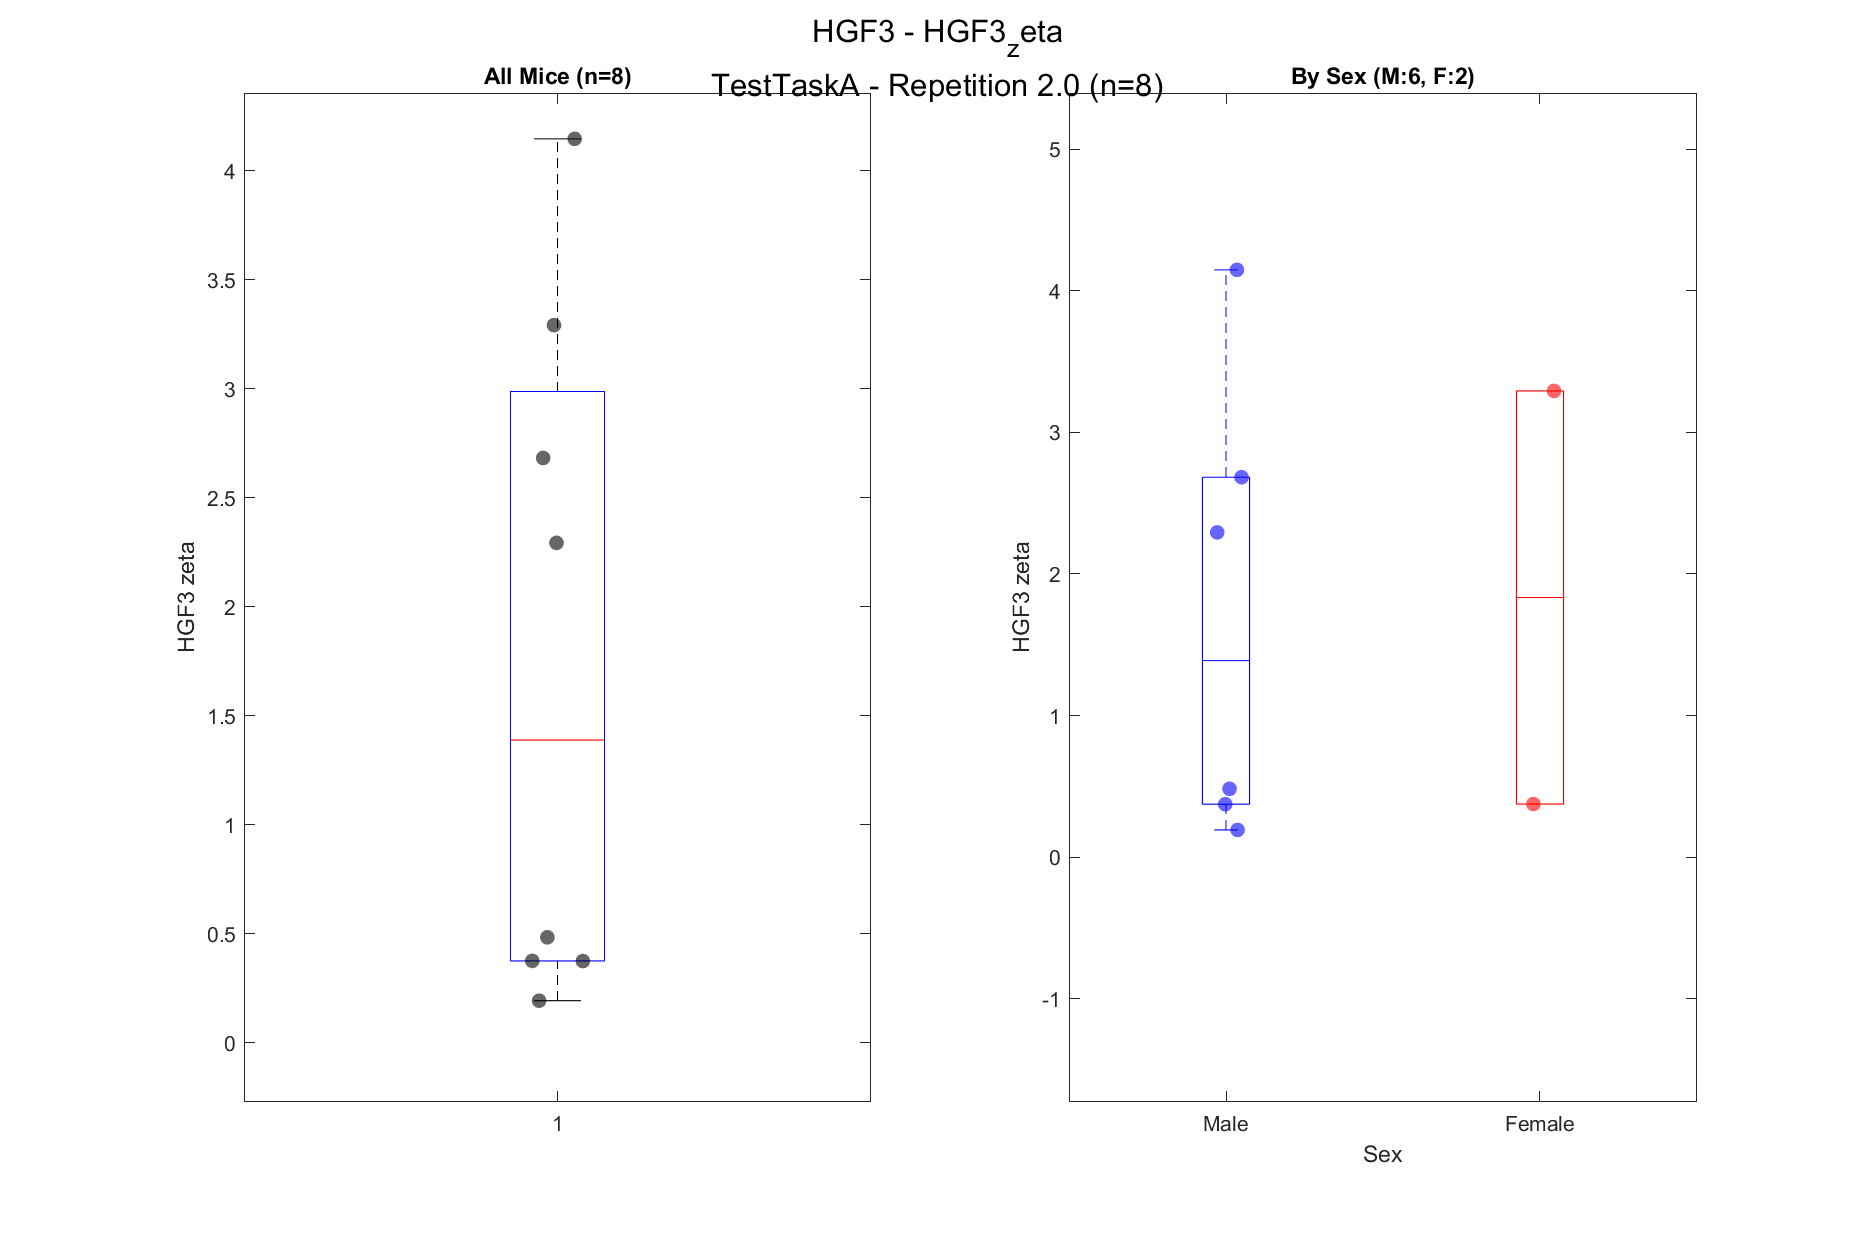 HGF3 - HGF3_zeta
TestTaskA - Repetition 2.0 (n=8)
All Mice (n=8)
HGF3 zeta
4
3.5
3
2.5
2
1.5
1
0.5
0
1
By Sex (M:6, F:2)
HGF3 zeta
5
4
3
2
1
0
-1
Male Female
Sex